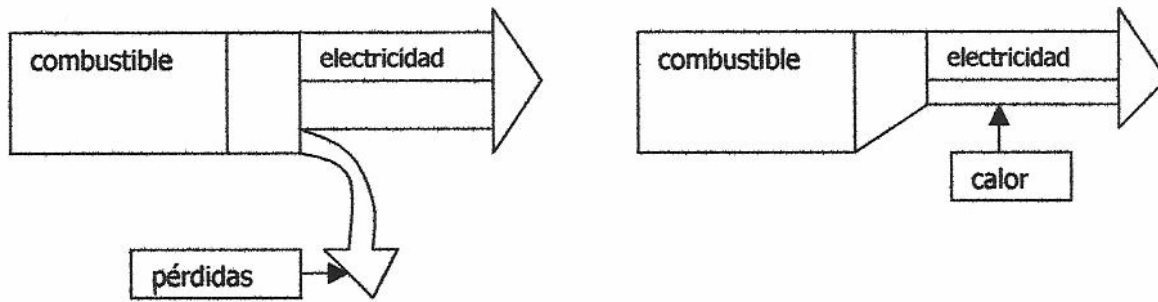 combustible
electricidad
pérdidas
combustible
electricidad
calor